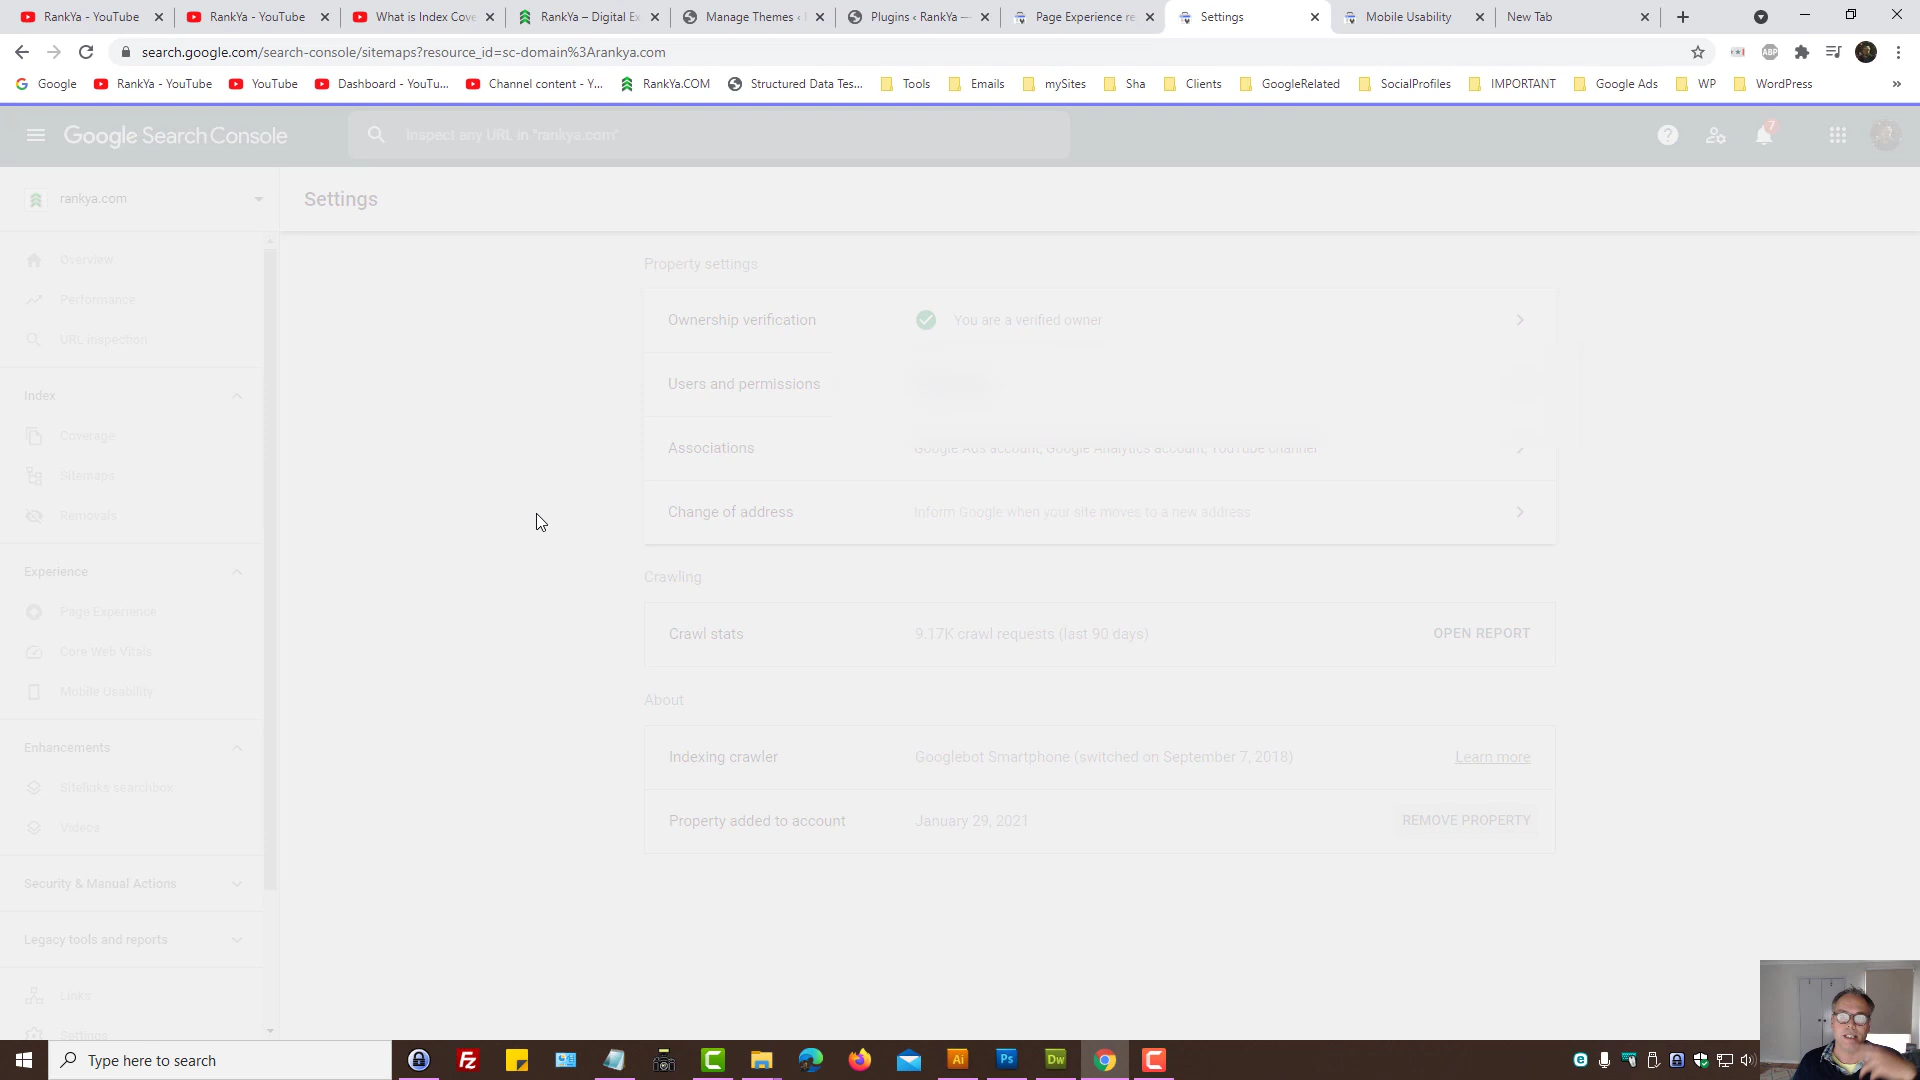 RankYa - YouTube
RankYa - YouTube
What is Index Cove
RankYa – Digital Ex
Manage Themes ‹
Plugins ‹ RankYa —
Page Experience re
Settings
Mobile Usability
New Tab
search.google.com/search-console/sitemaps?resource_id=sc-domain%3Arankya.com
ABP
Google
RankYa - YouTube
YouTube
Dashboard - YouTu...
Channel content - Y...
RankYa.COM
Structured Data Tes...
Tools
Emails
mySites
Sha
Clients
GoogleRelated
SocialProfiles
IMPORTANT
Google Ads
WP
WordPress
»
Google Search Console
Inspect any URL in "rankya.com"
7
rankya.com
Settings
Overview
Performance
URL inspection
Index
Coverage
Sitemaps
Removals
Experience
Page Experience
Core Web Vitals
Mobile Usability
Enhancements
Sitelinks searchbox
Videos
Security & Manual Actions
Legacy tools and reports
Links
Settings
Property settings
Ownership verification
You are a verified owner
Users and permissions
Associations
Google Ads account, Google Analytics account, YouTube channel
Change of address
Inform Google when your site moves to a new address
Crawling
Crawl stats
9.17K crawl requests (last 90 days)
OPEN REPORT
About
Indexing crawler
Googlebot Smartphone (switched on September 7, 2018)
Learn more
Property added to account
January 29, 2021
REMOVE PROPERTY
Type here to search
Fz
Ai
Ps
Dw